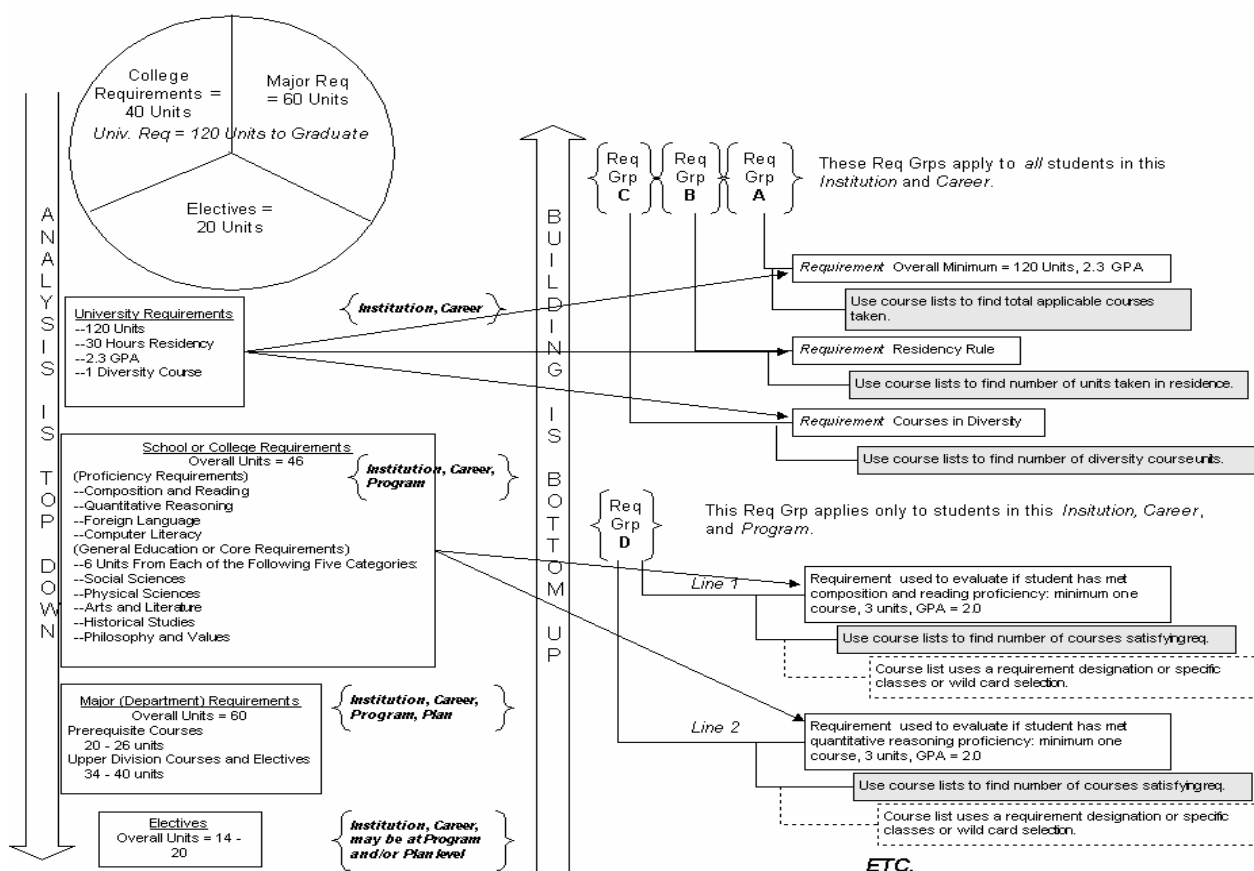 College
Requirements =
40 Units
Major Req
= 60 Units
Univ. Req = 120 Units to Graduate
Electives =
20 Units
ANALYSIS IS TOP DOWN
University Requirements
--120 Units
--30 Hours Residency
--2.3 GPA
--1 Diversity Course
Institution, Career
School or College Requirements
Overall Units = 46
(Proficiency Requirements)
--Composition and Reading
--Quantitative Reasoning
--Foreign Language
--Computer Literacy
(General Education or Core Requirements)
--6 Units From Each of the Following Five Categories:
--Social Sciences
--Physical Sciences
--Arts and Literature
--Historical Studies
--Philosophy and Values
Institution, Career,
Program
Major (Department) Requirements
Overall Units = 60
Prerequisite Courses
20 - 26 units
Upper Division Courses and Electives
34 - 40 units
Institution, Career,
Program, Plan
Electives
Overall Units = 14 -
20
Institution, Career,
may be at Program
and/or Plan level
BUILDING IS BOTTOM UP
Req
Grp
C
Req
Grp
B
Req
Grp
A
These Req Grps apply to all students in this
Institution and Career.
Requirement Overall Minimum = 120 Units, 2.3 GPA
Use course lists to find total applicable courses
taken.
Requirement Residency Rule
Use course lists to find number of units taken in residence.
Requirement Courses in Diversity
Use course lists to find number of diversity course units.
Req
Grp
D
This Req Grp applies only to students in this Insitution, Career,
and Program.
Line 1
Requirement used to evaluate if student has met
composition and reading proficiency: minimum one
course, 3 units, GPA = 2.0
Use course lists to find number of courses satisfying req.
Course list uses a requirement designation or specific
classes or wild card selection.
Line 2
Requirement used to evaluate if student has met
quantitative reasoning proficiency: minimum one
course, 3 units, GPA = 2.0
Use course lists to find number of courses satisfying req.
Course list uses a requirement designation or specific
classes or wild card selection.
ETC.